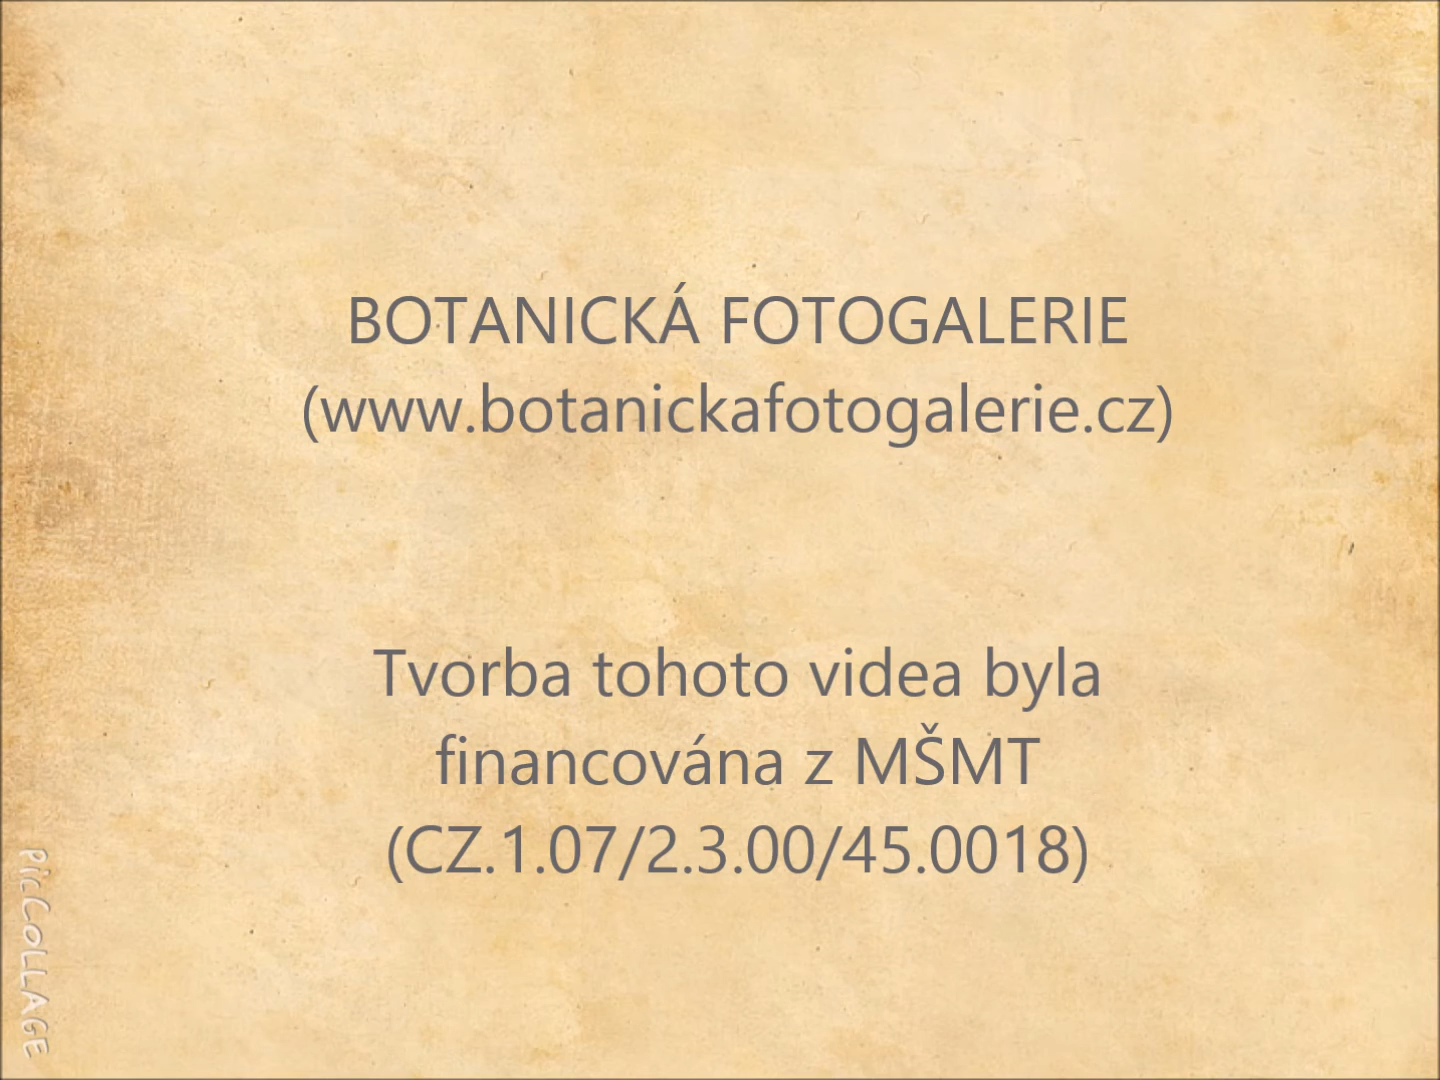 BOTANICKÁ FOTOGALERIE
(www.botanickafotogalerie.cz)
Tvorba tohoto videa byla
financována z MŠMT
(CZ.1.07/2.3.00/45.0018)
PiCCOLLAGE